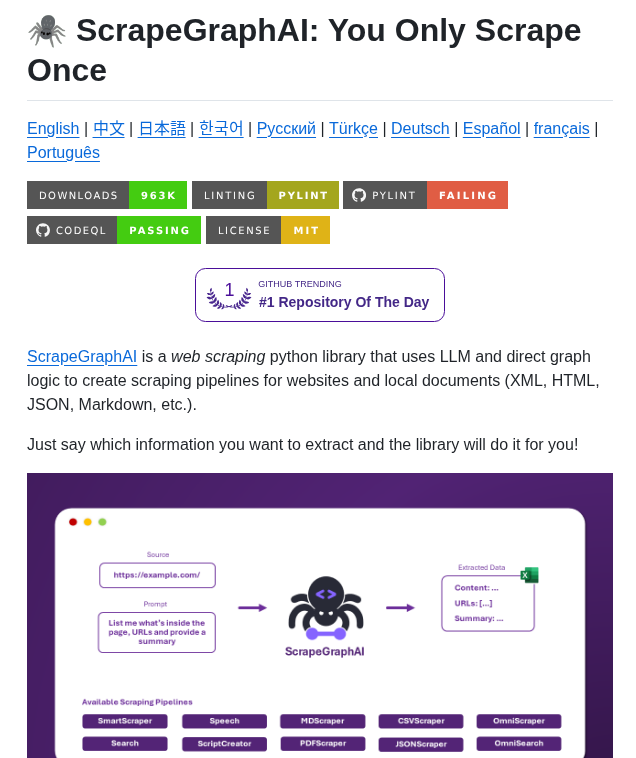 ScrapeGraphAI: You Only Scrape
Once
English | 中文 | 日本語 | 한국어 | Русский | Türkçe | Deutsch | Español | français |
Português
DOWNLOADS 963K LINTING PYLINT PYLINT FAILING
CODEQL PASSING LICENSE MIT
1 GITHUB TRENDING
#1 Repository Of The Day
ScrapeGraphAI is a web scraping python library that uses LLM and direct graph
logic to create scraping pipelines for websites and local documents (XML, HTML,
JSON, Markdown, etc.).
Just say which information you want to extract and the library will do it for you!
Source
https://example.com/
Prompt
List me what's inside the
page, URLs and provide a
summary
<>
ScrapeGraphAI
Extracted Data
X
Content: ...
URLs: [...]
Summary: ...
Available Scraping Pipelines
SmartScraper Speech MDScraper CSVScraper OmniScraper
Search ScriptCreator PDFScraper JSONScraper OmniSearch